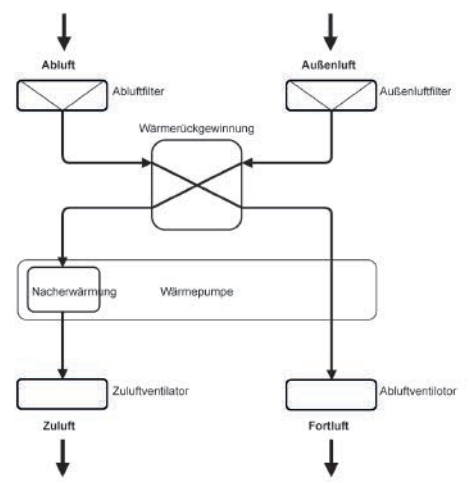 Abluft
Außenluft
Abluftfilter
Außenluftfilter
Wärmerückgewinnung
Nacherwärmung
Wärmepumpe
Zuluftventilator
Abluftventilotor
Zuluft
Fortluft